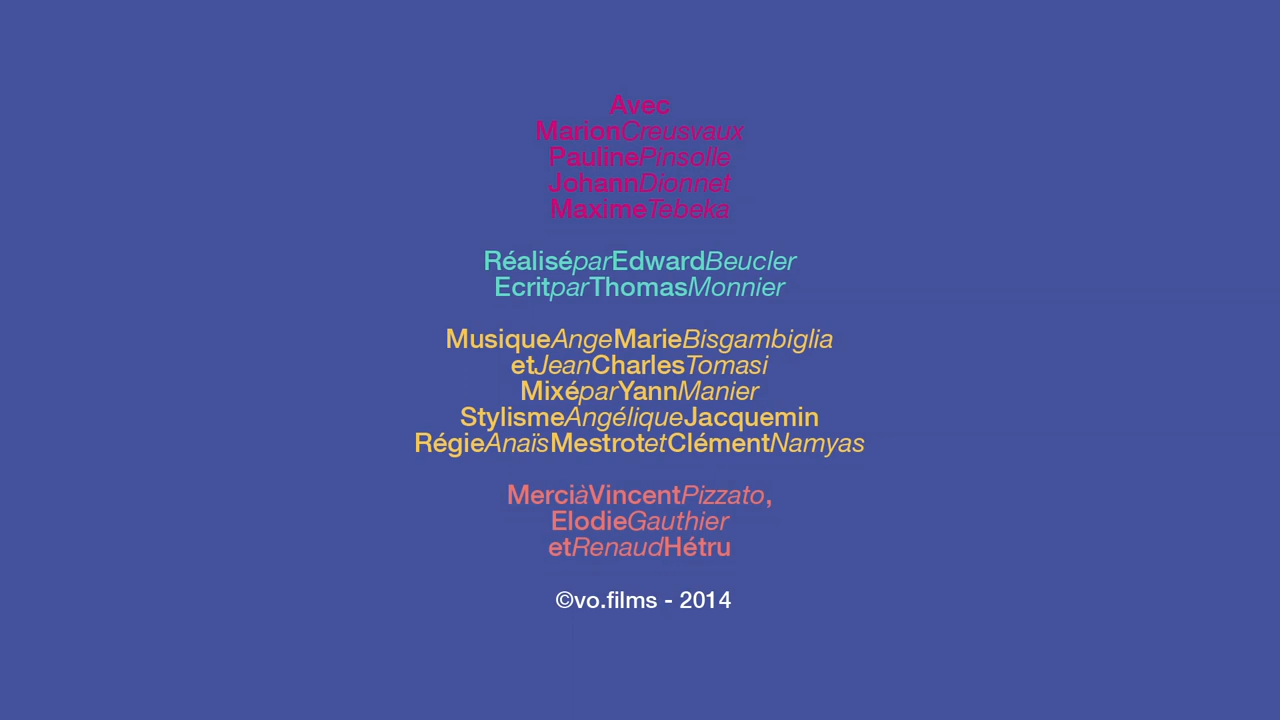 Avec
MarionCreusvaux
PaulinePinsolle
JohannDionnet
MaximeTebeka
RéaliséparEdwardBeucler
EcritparThomasMonnier
MusiqueAngeMarieBisgambiglia
etJeanCharlesTomasi
MixéparYannManier
StylismeAngéliqueJacquemin
RégieAnaïsMestrotetClémentNamyas
MerciàVincentPizzato,
ElodieGauthier
etRenaudHétru
©vo.films - 2014